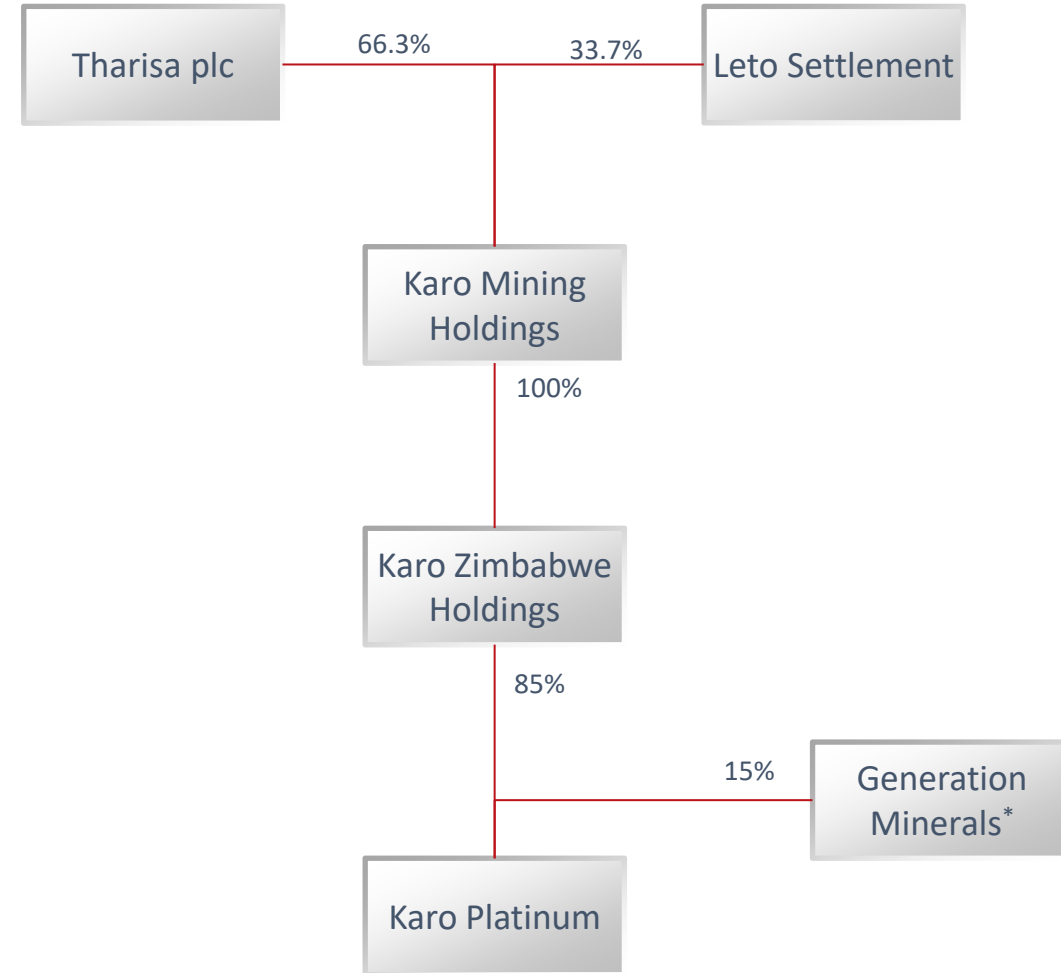 Tharisa plc
66.3%
33.7%
Leto Settlement
Karo Mining
Holdings
100%
Karo Zimbabwe
Holdings
85%
15%
Generation
Minerals*
Karo Platinum